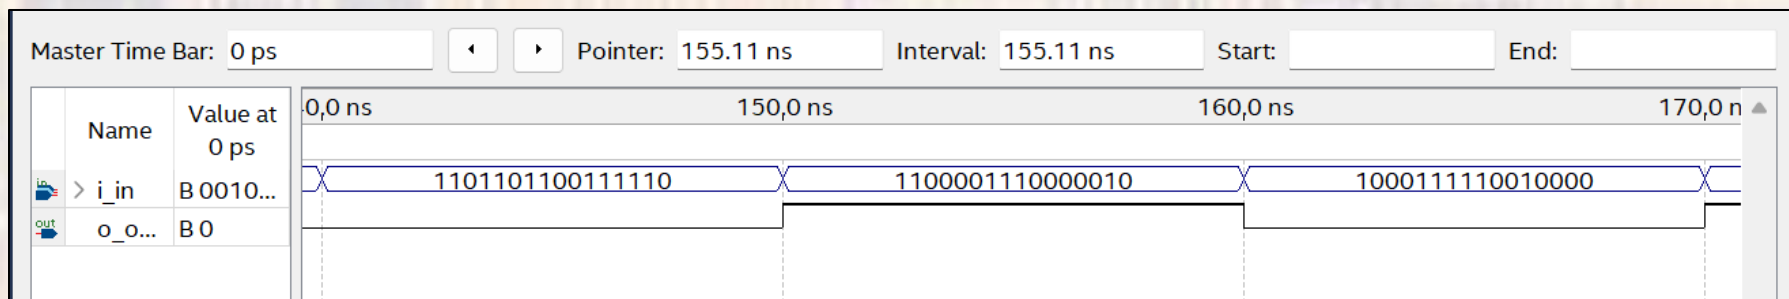 Master Time Bar: 0 ps Pointer: 155.11 ns Interval: 155.11 ns Start: End:
Name Value at 0 ps
0,0 ns 150,0 ns 160,0 ns 170,0 n
in i_in B 0010... 1101101100111110 1100001110000010 1000111110010000
out o_o... B 0